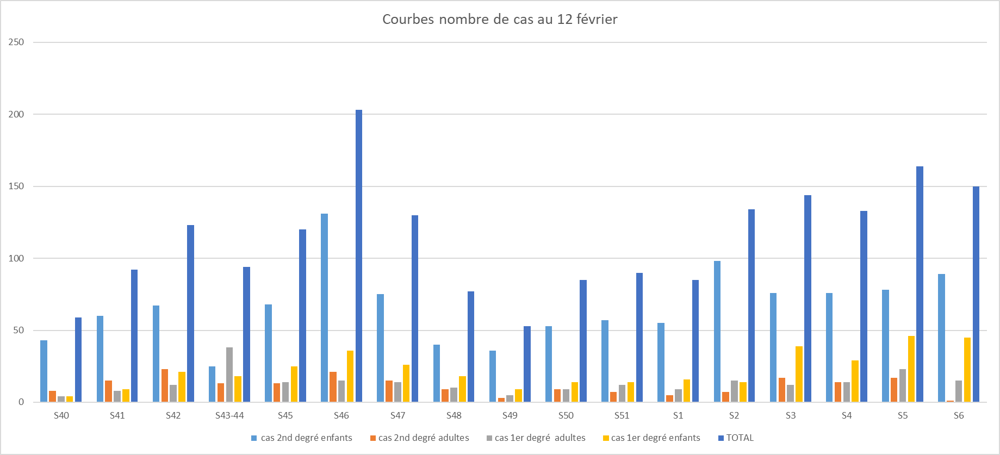 Courbes nombre de cas au 12 février
250
200
150
100
50
0
S40 S41 S42 S43-44 S45 S46 S47 S48 S49 S50 S51 S1 S2 S3 S4 S5 S6
cas 2nd degré enfants cas 2nd degré adultes cas 1er degré  adultes cas 1er degré enfants TOTAL